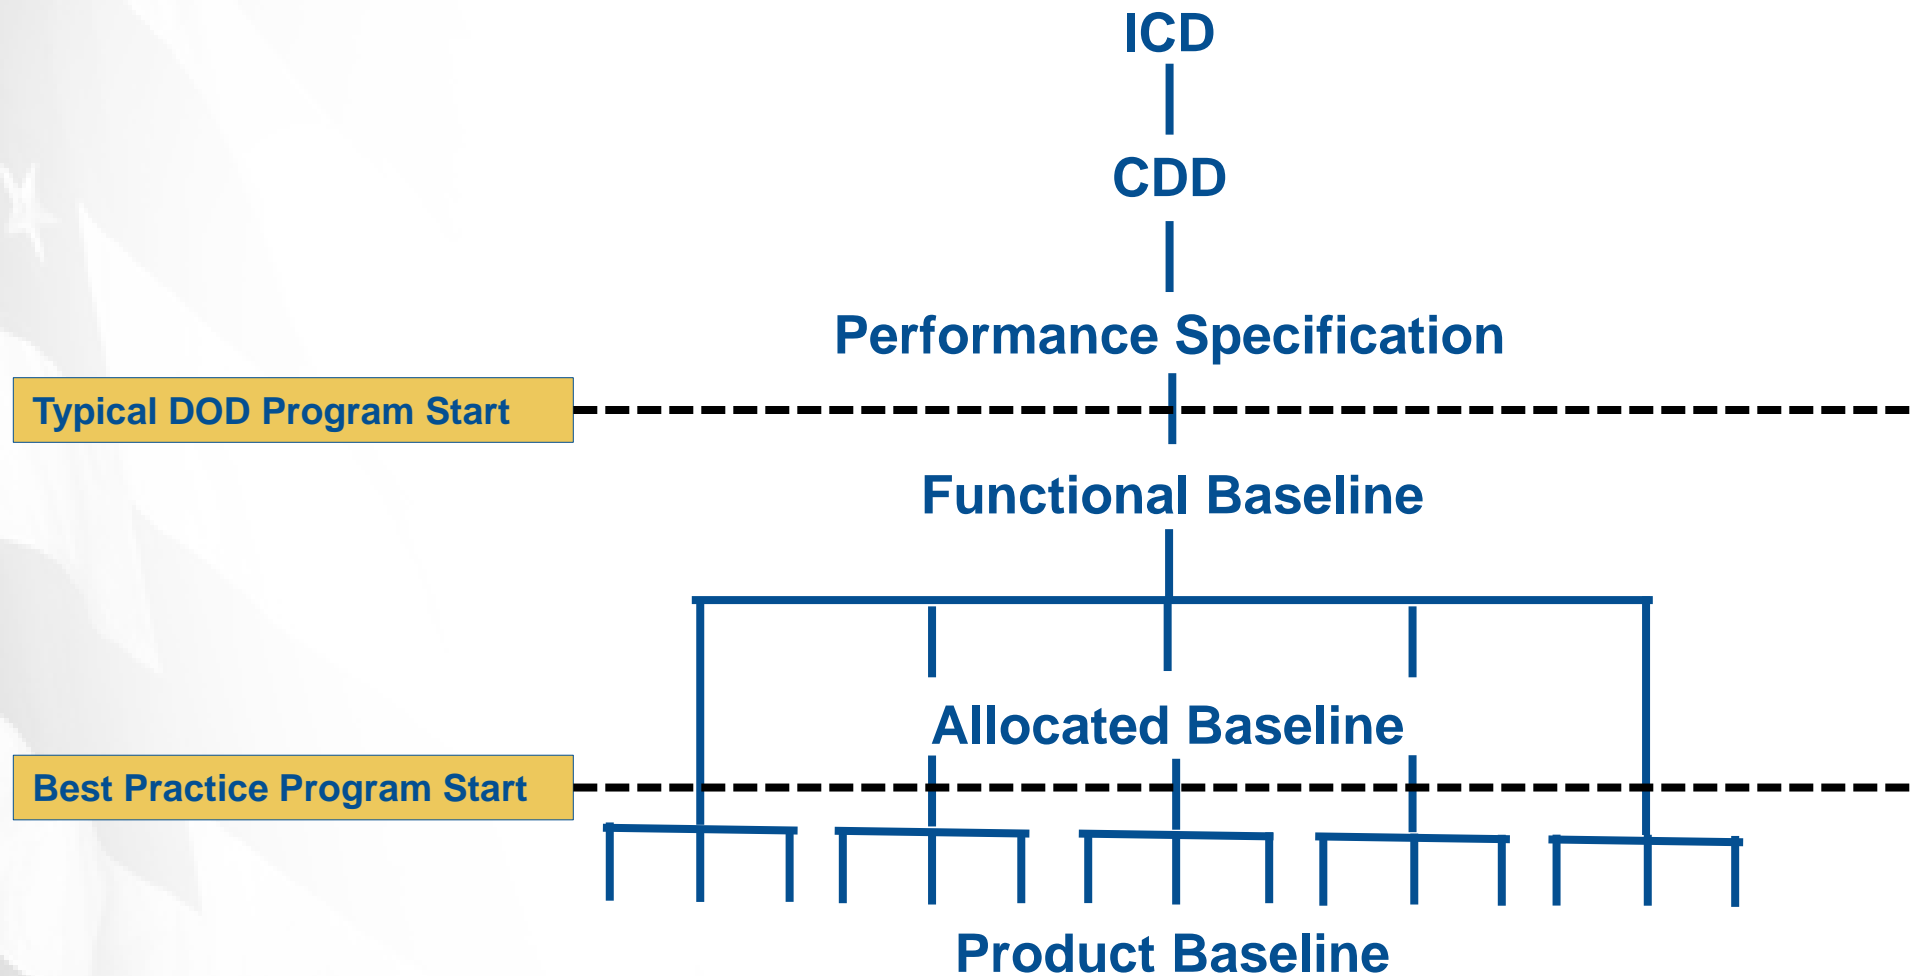 ICD
CDD
Performance Specification
Typical DOD Program Start
Functional Baseline
Allocated Baseline
Best Practice Program Start
Product Baseline